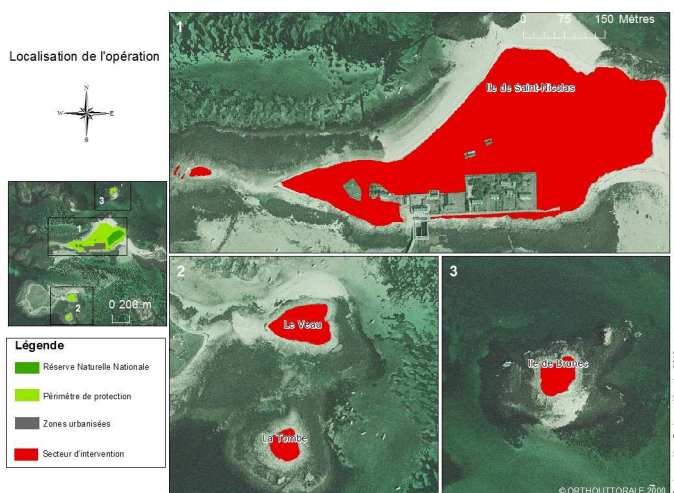 Localisation de l'opération
N
W
E
S
3
1
2
0 200 m
Légende
Réserve Naturelle Nationale
Périmètre de protection
Zones urbanisées
Secteur d'intervention
1
0 75 150 Mètres
Ile de Saint-Nicolas
2
Le Veau
La Tombe
3
Ile de Brunes
© ORTHOLITTORALE 2000